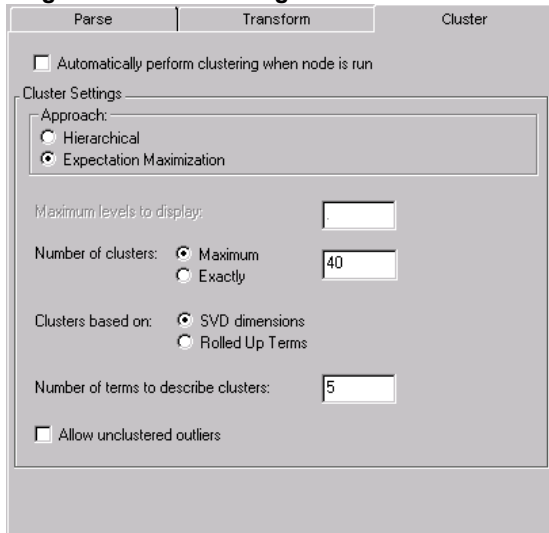 Parse Transform Cluster
Automatically perform clustering when node is run
Cluster Settings
Approach:
Hierarchical
Expectation Maximization
Maximum levels to display: .
Number of clusters: Maximum 40
Exactly
Clusters based on: SVD dimensions
Rolled Up Terms
Number of terms to describe clusters: 5
Allow unclustered outliers